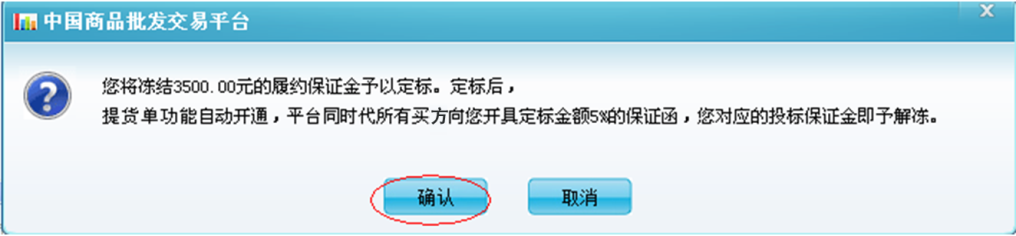 中国商品批发交易平台
您将冻结3500.00元的履约保证金予以定标。定标后，
提货单功能自动开通，平台同时代所有买方向您开具定标金额5%的保证函，您对应的投标保证金即予解冻。
确认 取消